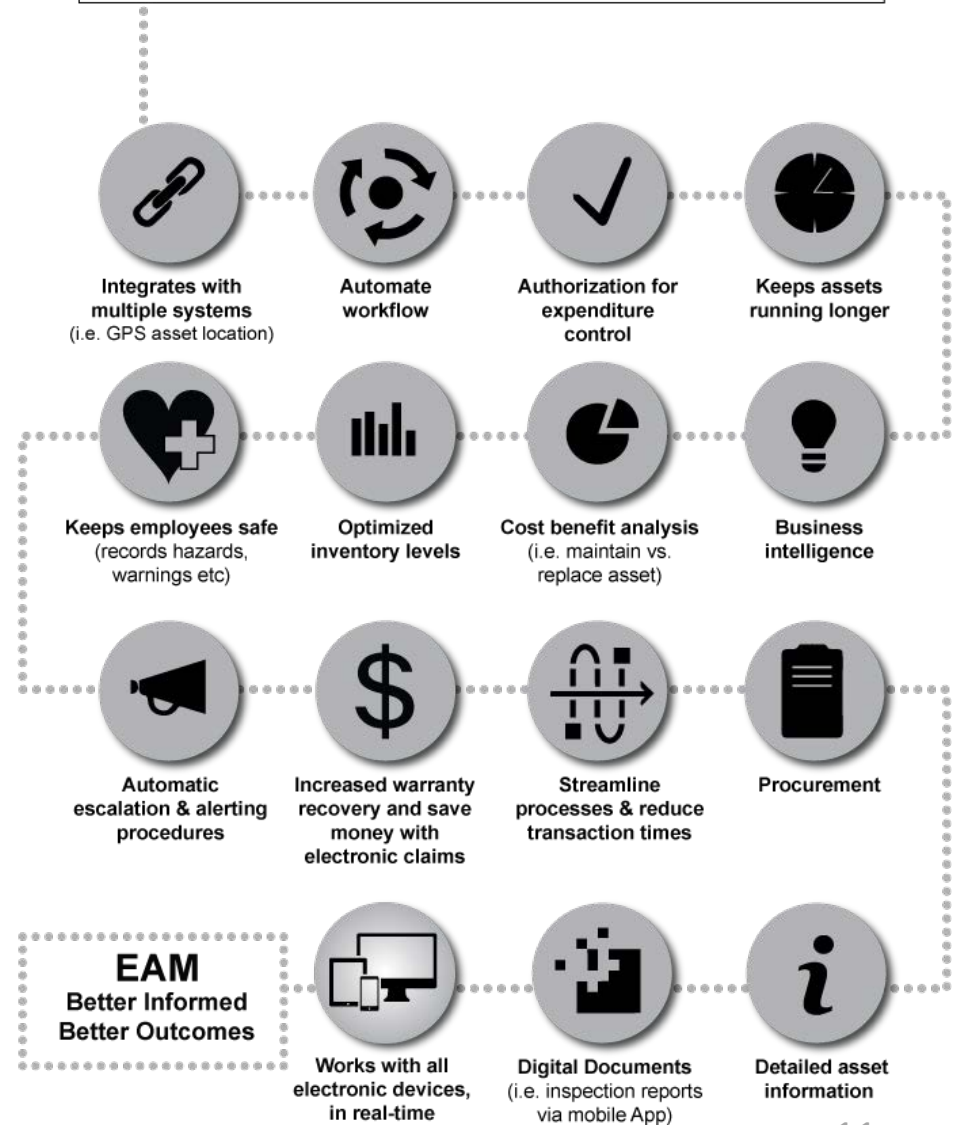 Integrates with
multiple systems
(i.e. GPS asset location)
Automate
workflow
Authorization for
expenditure
control
Keeps assets
running longer
Keeps employees safe
(records hazards,
warnings etc)
Optimized
inventory levels
Cost benefit analysis
(i.e. maintain vs.
replace asset)
Business
intelligence
Automatic
escalation & alerting
procedures
Increased warranty
recovery and save
money with
electronic claims
Streamline
processes & reduce
transaction times
Procurement
EAM
Better Informed
Better Outcomes
Works with all
electronic devices,
in real-time
Digital Documents
(i.e. inspection reports
via mobile App)
Detailed asset
information